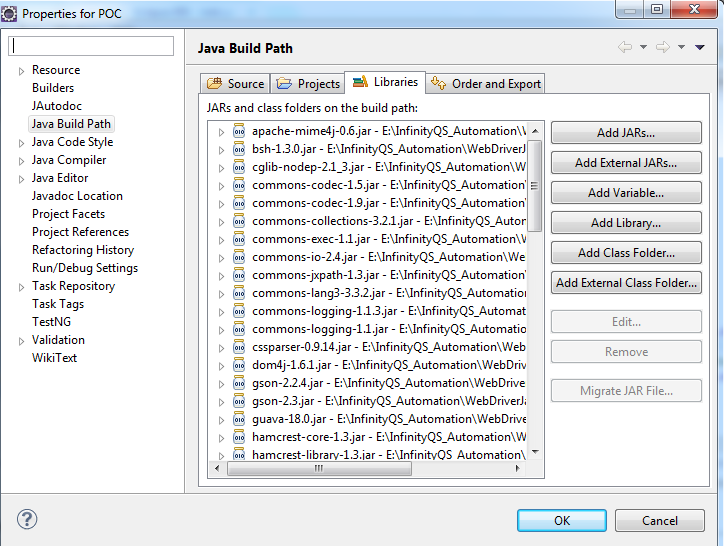 Properties for POC
Resource
Builders
JAutodoc
Java Build Path
Java Code Style
Java Compiler
Java Editor
Javadoc Location
Project Facets
Project References
Refactoring History
Run/Debug Settings
Task Repository
Task Tags
TestNG
Validation
WikiText
Java Build Path
Source Projects Libraries Order and Export
JARs and class folders on the build path:
apache-mime4j-0.6.jar - E:\InfinityQS_Automation\W
bsh-1.3.0.jar - E:\InfinityQS_Automation\WebDriverJa
cglib-nodep-2.1_3.jar - E:\InfinityQS_Automation\We
commons-codec-1.5.jar - E:\InfinityQS_Automation\
commons-codec-1.9.jar - E:\InfinityQS_Automation\
commons-collections-3.2.1.jar - E:\InfinityQS_Autom
commons-exec-1.1.jar - E:\InfinityQS_Automation\W
commons-io-2.4.jar - E:\InfinityQS_Automation\We
commons-jxpath-1.3.jar - E:\InfinityQS_Automation\
commons-lang3-3.3.2.jar - E:\InfinityQS_Automation
commons-logging-1.1.3.jar - E:\InfinityQS_Automati
commons-logging-1.1.jar - E:\InfinityQS_Automation
cssparser-0.9.14.jar - E:\InfinityQS_Automation\Web
dom4j-1.6.1.jar - E:\InfinityQS_Automation\WebDriv
gson-2.2.4.jar - E:\InfinityQS_Automation\WebDriver
gson-2.3.jar - E:\InfinityQS_Automation\WebDriverJa
guava-18.0.jar - E:\InfinityQS_Automation\WebDrive
hamcrest-core-1.3.jar - E:\InfinityQS_Automation\W
hamcrest-library-1.3.jar - E:\InfinityQS_Automation\
Add JARs...
Add External JARs...
Add Variable...
Add Library...
Add Class Folder...
Add External Class Folder...
Edit...
Remove
Migrate JAR File...
OK
Cancel